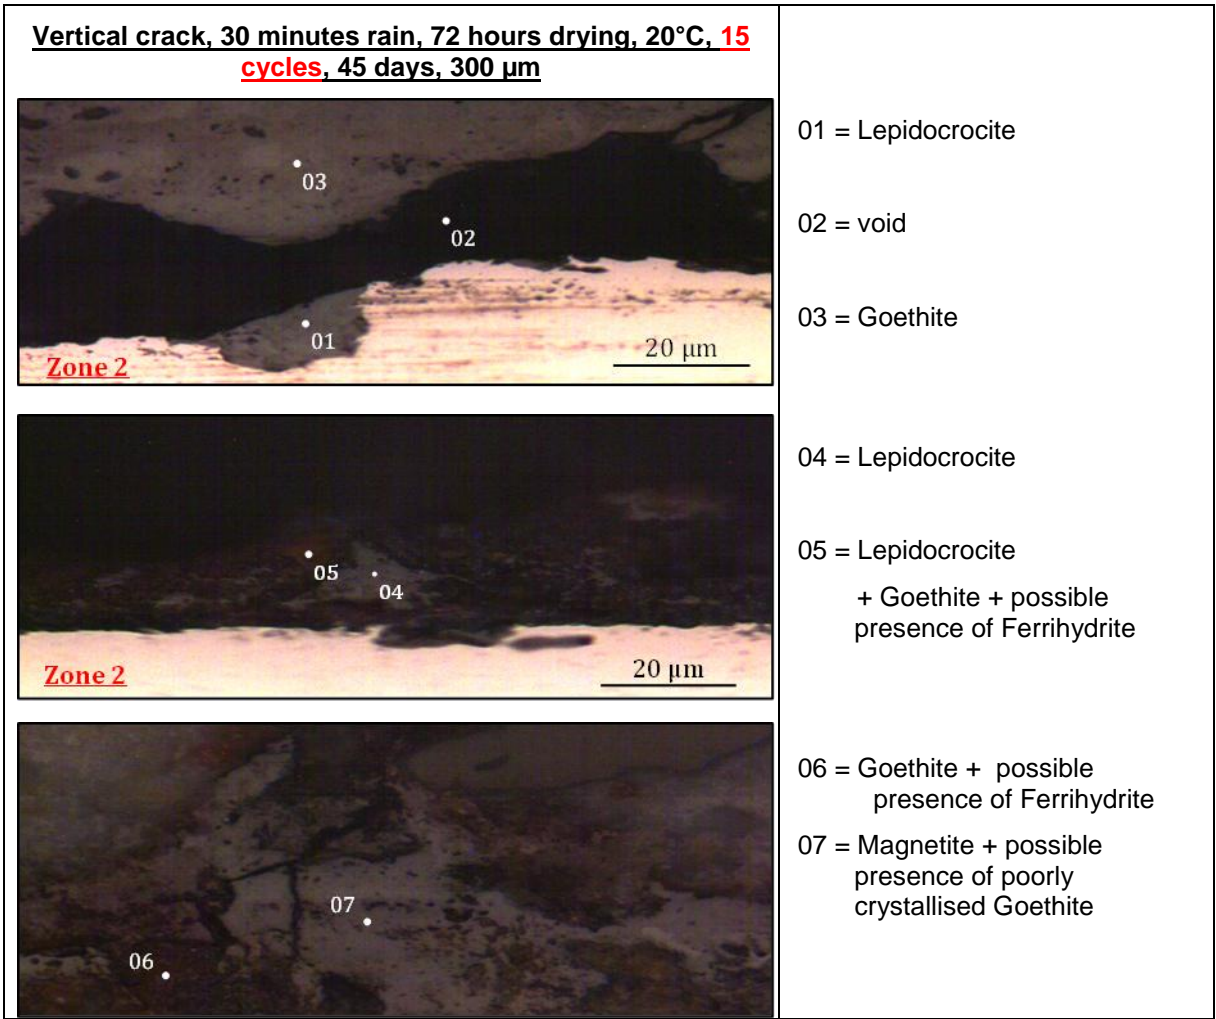 Vertical crack, 30 minutes rain, 72 hours drying, 20°C, 15
cycles, 45 days, 300 µm
03
02
01
Zone 2
20 µm
01 = Lepidocrocite
02 = void
03 = Goethite
05
04
Zone 2
20 µm
04 = Lepidocrocite
05 = Lepidocrocite
+ Goethite + possible
presence of Ferrihydrite
07
06
06 = Goethite + possible
presence of Ferrihydrite
07 = Magnetite + possible
presence of poorly
crystallised Goethite